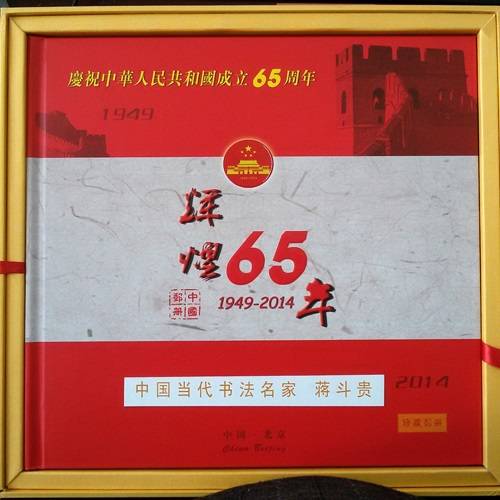 慶祝中華人民共和國成立65周年
1949
輝煌65年
1949-2014
中國郵冊
中国当代书法名家 蒋斗贵
2014
中国·北京
China Beijing